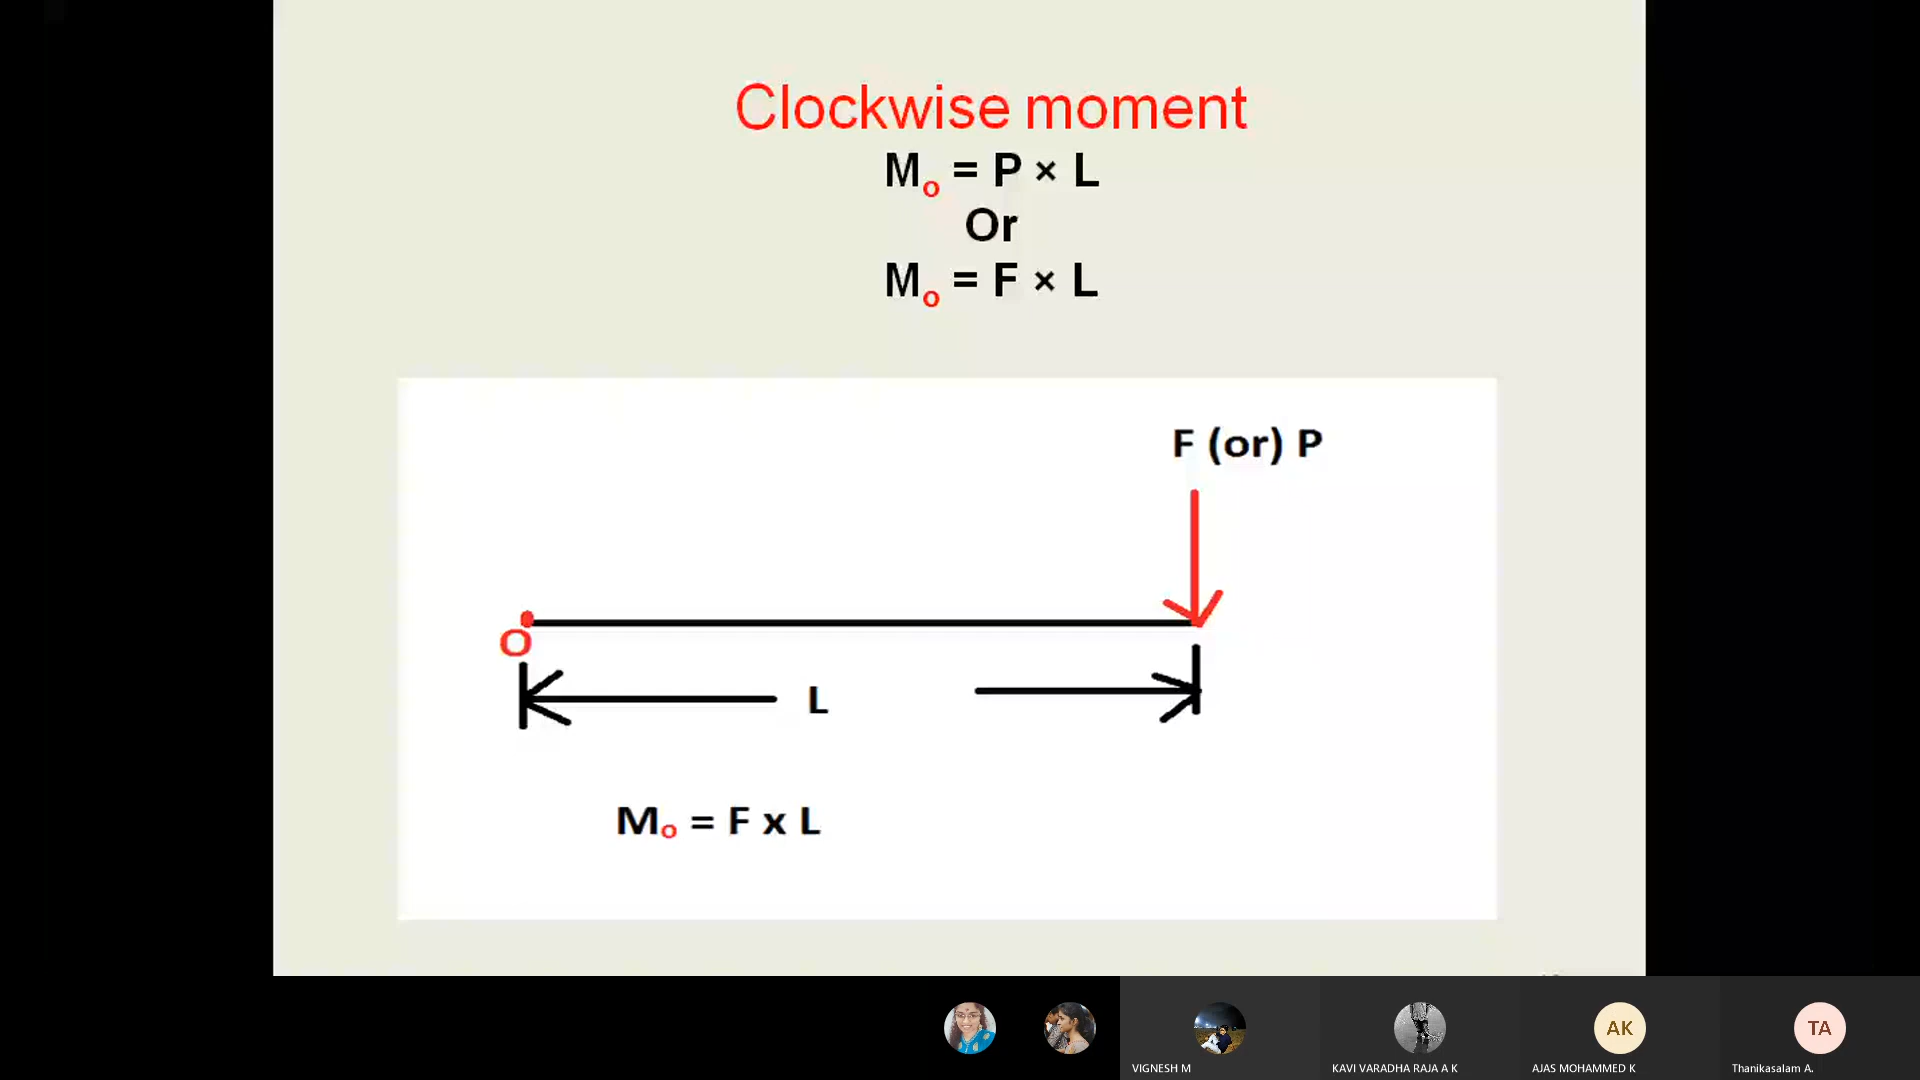 Clockwise moment
Mo = P × L
Or
Mo = F × L
F (or) P
O
L
Mo = F x L
AK
TA
VIGNESH M
KAVI VARADHA RAJA A K
AJAS MOHAMMED K
Thanikasalam A.